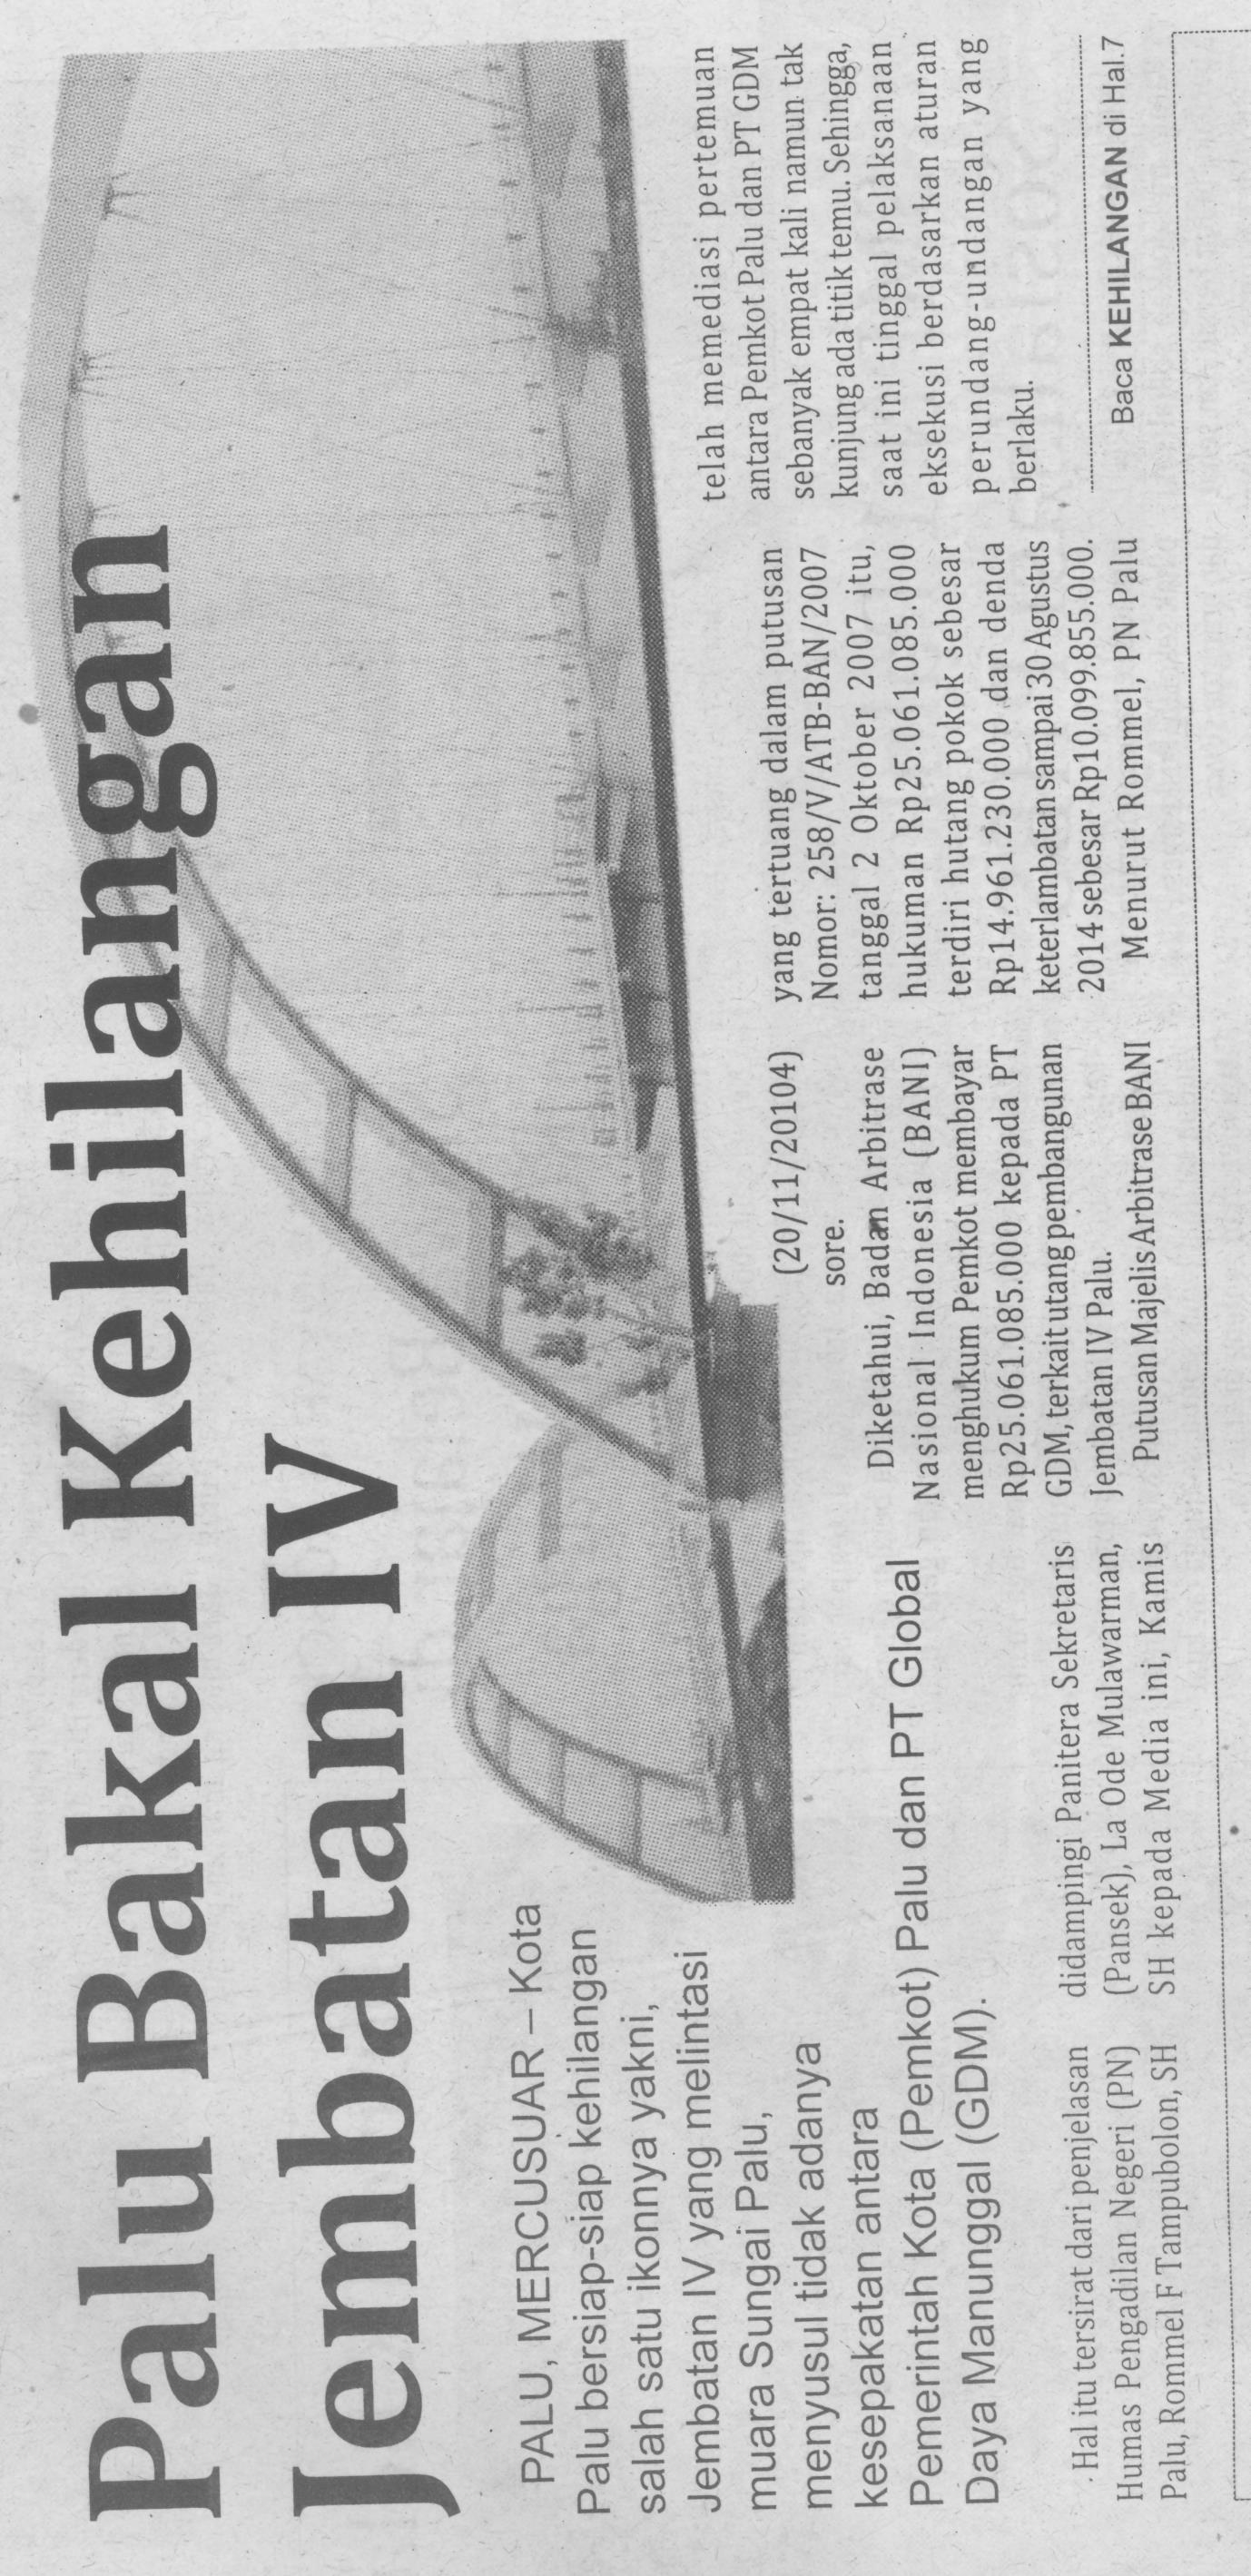 Palu Bakal Kehilangan
Jembatan IV
PALU, MERCUSUAR – Kota
Palu bersiap-siap kehilangan
salah satu ikonnya yakni,
Jembatan IV yang melintasi
muara Sungai Palu,
menyusul tidak adanya
kesepakatan antara
Pemerintah Kota (Pemkot) Palu dan PT Global
Daya Manunggal (GDM).
Hal itu tersirat dari penjelasan
Humas Pengadilan Negeri (PN)
Palu, Rommel F Tampubolon, SH
didampingi Panitera Sekretaris
(Pansek), La Ode Mulawarman,
SH kepada Media ini, Kamis
(20/11/20104)
sore.
Diketahui, Badan Arbitrase
Nasional Indonesia (BANI)
menghukum Pemkot membayar
Rp25.061.085.000 kepada PT
GDM, terkait utang pembangunan
Jembatan IV Palu.
Putusan Majelis Arbitrase BANI
yang tertuang dalam putusan
Nomor: 258/V/ATB-BAN/2007
tanggal 2 Oktober 2007 itu,
hukuman Rp25.061.085.000
terdiri hutang pokok sebesar
Rp14.961.230.000 dan denda
keterlambatan sampai 30 Agustus
2014 sebesar Rp10.099.855.000.
Menurut Rommel, PN Palu
telah memediasi pertemuan
antara Pemkot Palu dan PT GDM
sebanyak empat kali namun tak
kunjung ada titik temu. Sehingga,
saat ini tinggal pelaksanaan
eksekusi berdasarkan aturan
perundang-undangan yang
berlaku.
Baca KEHILANGAN di Hal.7